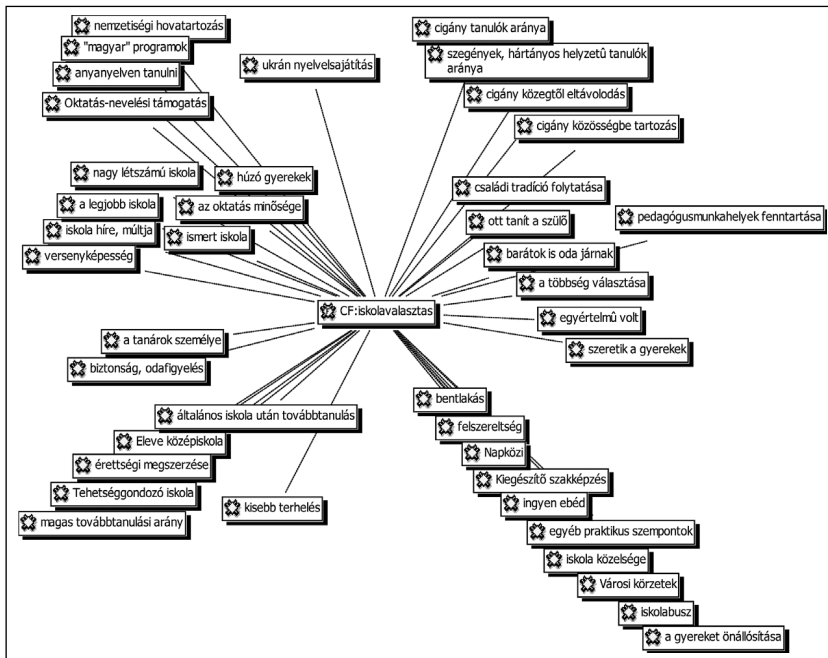 nemzetiségi hovatartozás
"magyar" programok
anyanyelven tanulni
Oktatás-nevelési támogatás
ukrán nyelvelsajátítás
cigány tanulók aránya
szegények, hártányos helyzetû tanulók
aránya
cigány közegtől eltávolodás
cigány közösségbe tartozás
nagy létszámú iskola
húzó gyerekek
a legjobb iskola
az oktatás minősége
iskola híre, múltja
ismert iskola
versenyképesség
családi tradíció folytatása
ott tanít a szülő
pedagógusmunkahelyek fenntartása
barátok is oda járnak
a többség választása
egyértelmû volt
szeretik a gyerekek
CF:iskolavalasztas
a tanárok személye
biztonság, odafigyelés
általános iskola után továbbtanulás
Eleve középiskola
érettségi megszerzése
Tehetséggondozó iskola
magas továbbtanulási arány
kisebb terhelés
bentlakás
felszereltség
Napközi
Kiegészítő szakképzés
ingyen ebéd
egyéb praktikus szempontok
iskola közelsége
Városi körzetek
iskolabusz
a gyereket önállósítása